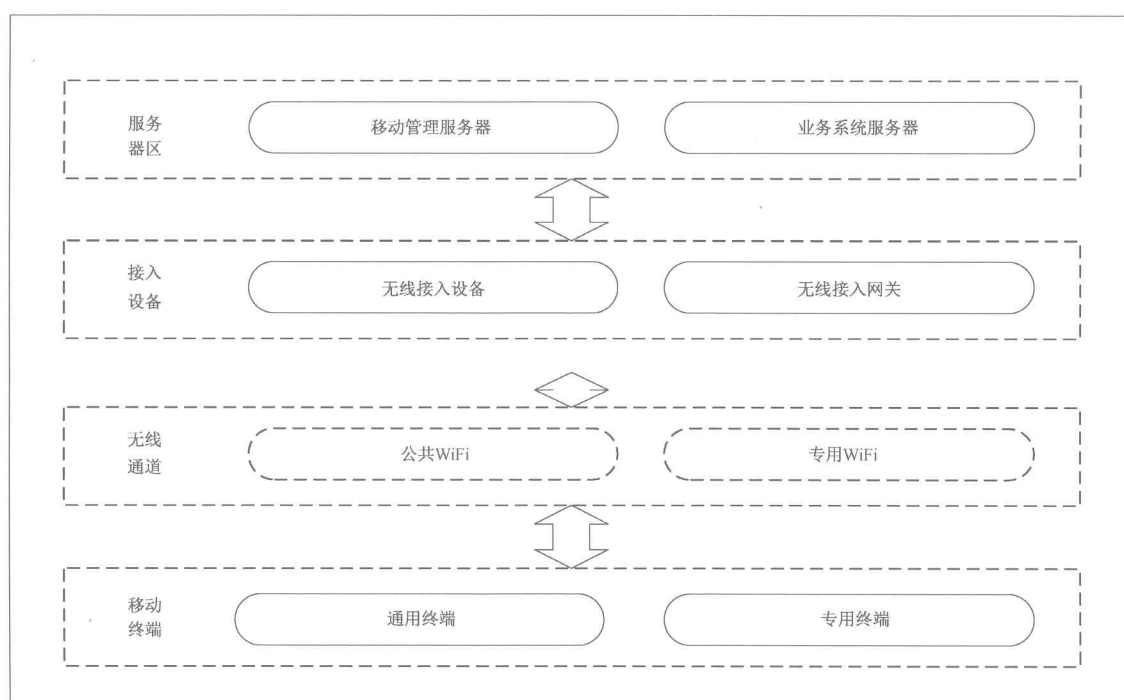 服务
器区
移动管理服务器
业务系统服务器
接入
设备
无线接入设备
无线接入网关
无线
通道
公共WiFi
专用WiFi
移动
终端
通用终端
专用终端